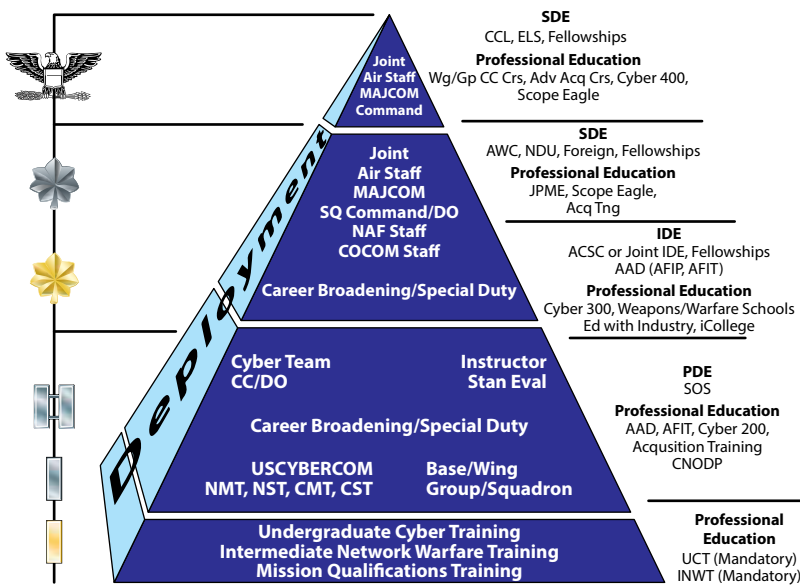 Joint
Air Staff
MAJCOM
Command
SDE
CCL, ELS, Fellowships
Professional Education
Wg/Gp CC Crs, Adv Acq Crs, Cyber 400,
Scope Eagle
Deployment
Joint
Air Staff
MAJCOM
SQ Command/DO
NAF Staff
COCOM Staff
Career Broadening/Special Duty
SDE
AWC, NDU, Foreign, Fellowships
Professional Education
JPME, Scope Eagle,
Acq Tng
IDE
ACSC or Joint IDE, Fellowships
AAD (AFIP, AFIT)
Professional Education
Cyber 300, Weapons/Warfare Schools
Ed with Industry, iCollege
Cyber Team
CC/DO
Instructor
Stan Eval
Career Broadening/Special Duty
USCYBERCOM
NMT, NST, CMT, CST
Base/Wing
Group/Squadron
PDE
SOS
Professional Education
AAD, AFIT, Cyber 200,
Acqusition Training
CNODP
Undergraduate Cyber Training
Intermediate Network Warfare Training
Mission Qualifications Training
Professional
Education
UCT (Mandatory)
INWT (Mandatory)